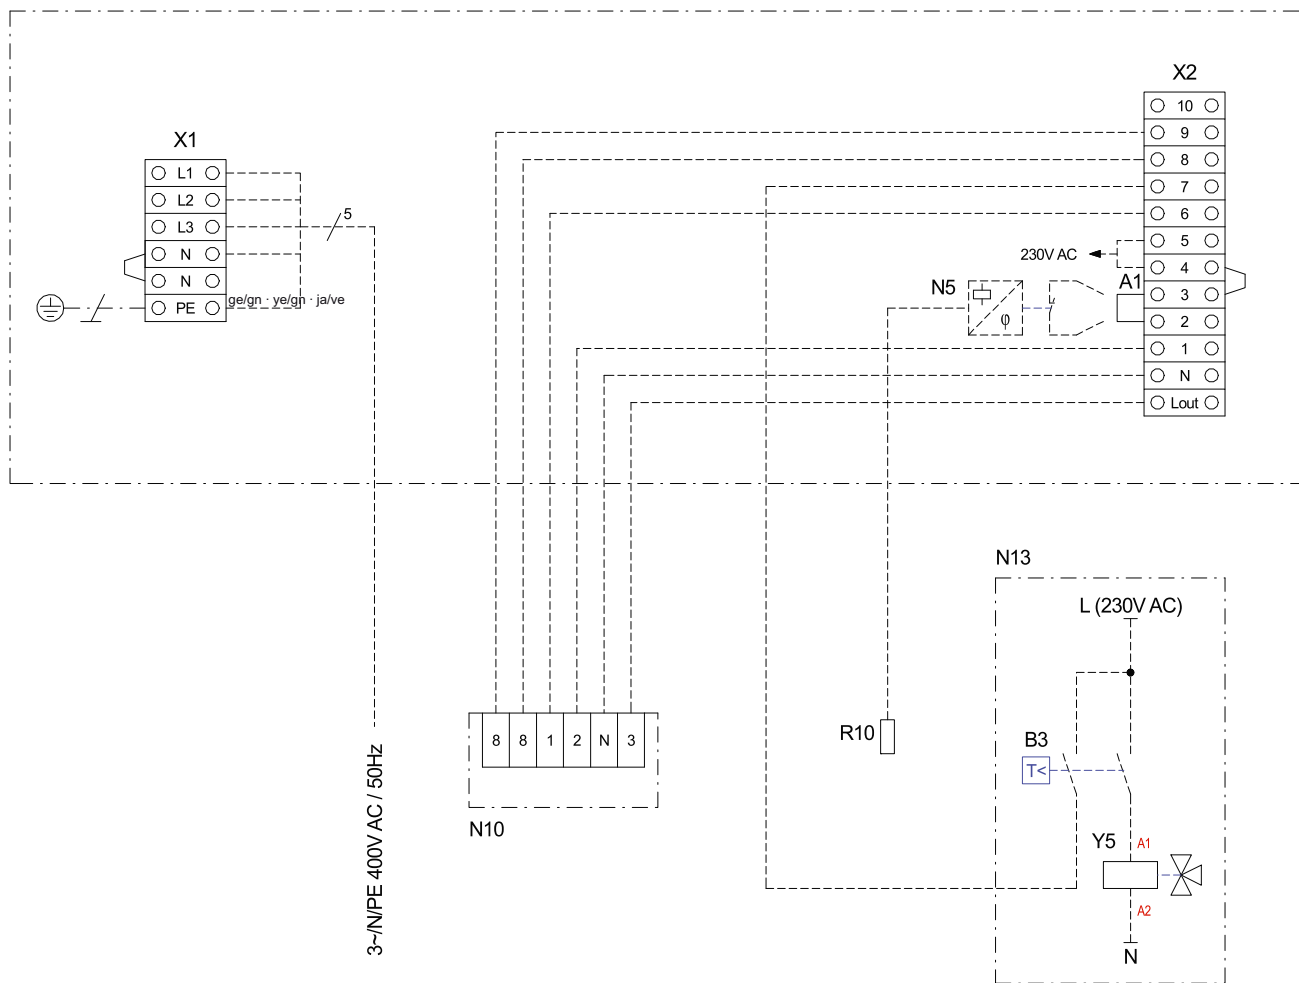 X2
10
9
X1
8
L1
7
L2
5
6
L3
5
230V AC
N
4
N5
A1
N
3
ge/gn · ye/gn · ja/ve
PE
φ
2
1
N
Lout
N13
L (230V AC)
R10
B3
8 8 1 2 N 3
T<
3~/N/PE 400V AC / 50Hz
N10
Y5
A1
A2
N